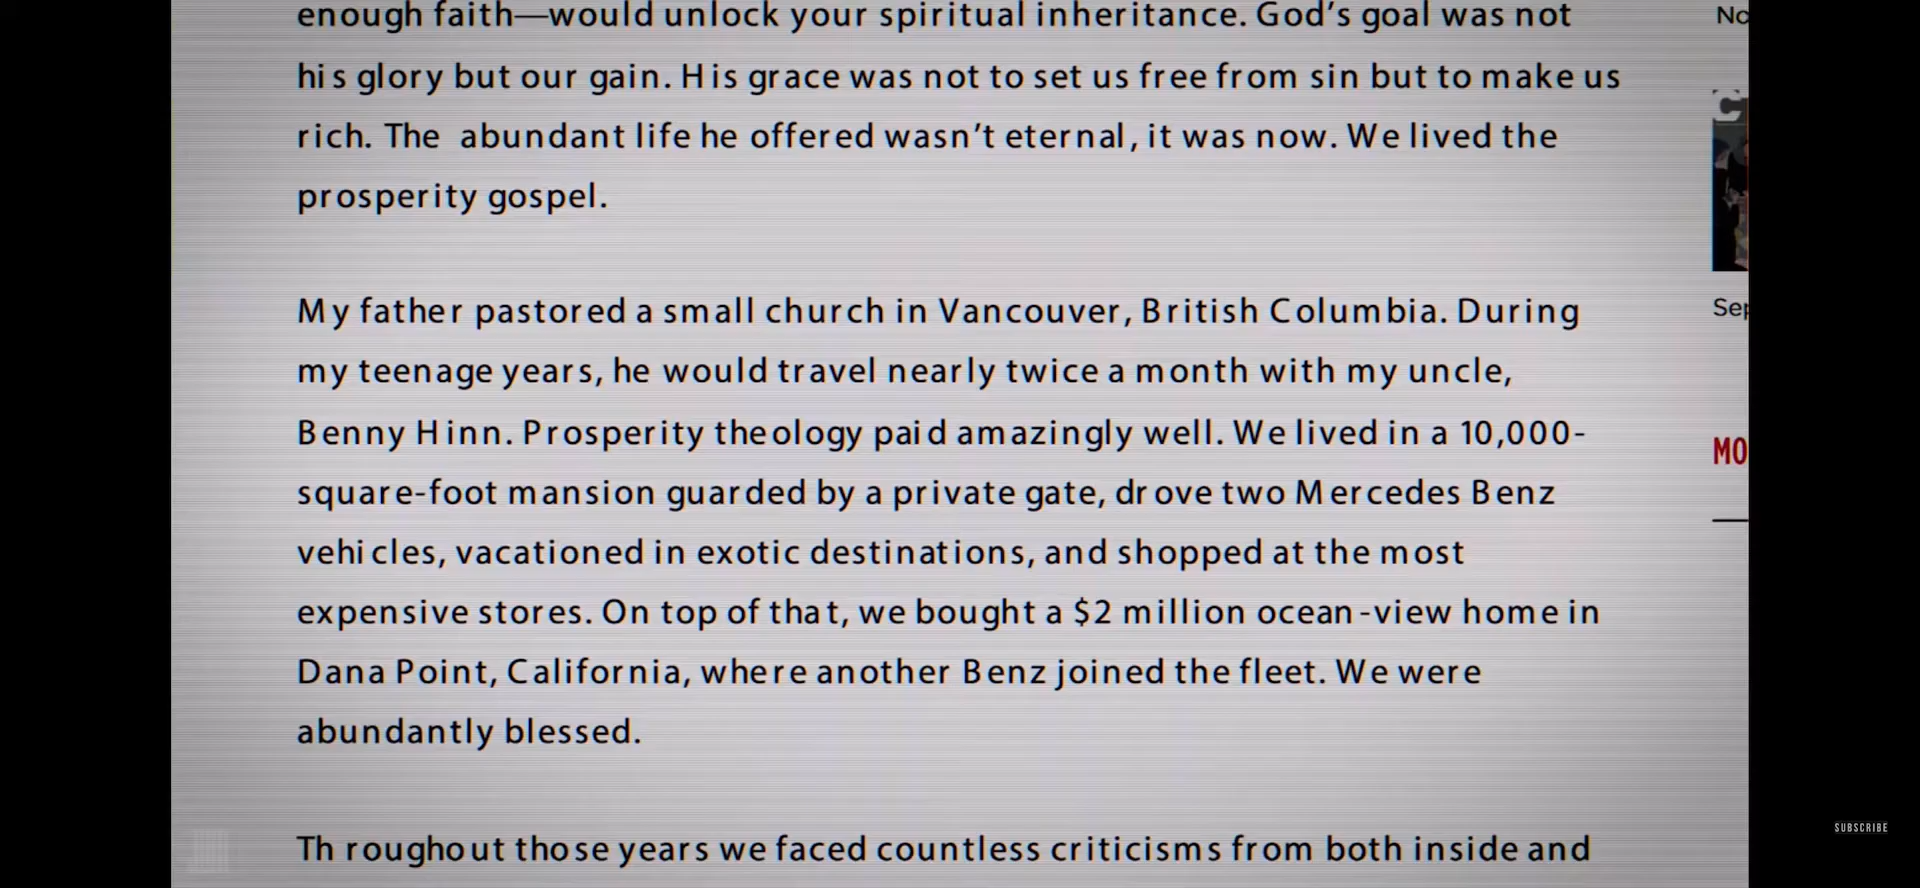 enough faith—would unlock your spiritual inheritance. God's goal was not
his glory but our gain. His grace was not to set us free from sin but to make us
rich. The abundant life he offered wasn't eternal, it was now. We lived the
prosperity gospel.
My father pastored a small church in Vancouver, British Columbia. During
my teenage years, he would travel nearly twice a month with my uncle,
Benny Hinn. Prosperity theology paid amazingly well. We lived in a 10,000-
square-foot mansion guarded by a private gate, drove two Mercedes Benz
vehicles, vacationed in exotic destinations, and shopped at the most
expensive stores. On top of that, we bought a $2 million ocean-view home in
Dana Point, California, where another Benz joined the fleet. We were
abundantly blessed.
Throughout those years we faced countless criticisms from both inside and
No
C
Sep
MO
SUBSCRIBE